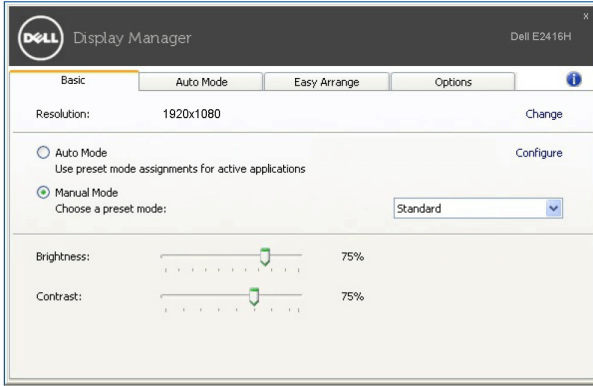 x
DELL Display Manager Dell E2416H
Basic Auto Mode Easy Arrange Options i
Resolution: 1920x1080 Change
Auto Mode Configure
Use preset mode assignments for active applications
Manual Mode
Choose a preset mode: Standard
Brightness: 75%
Contrast: 75%